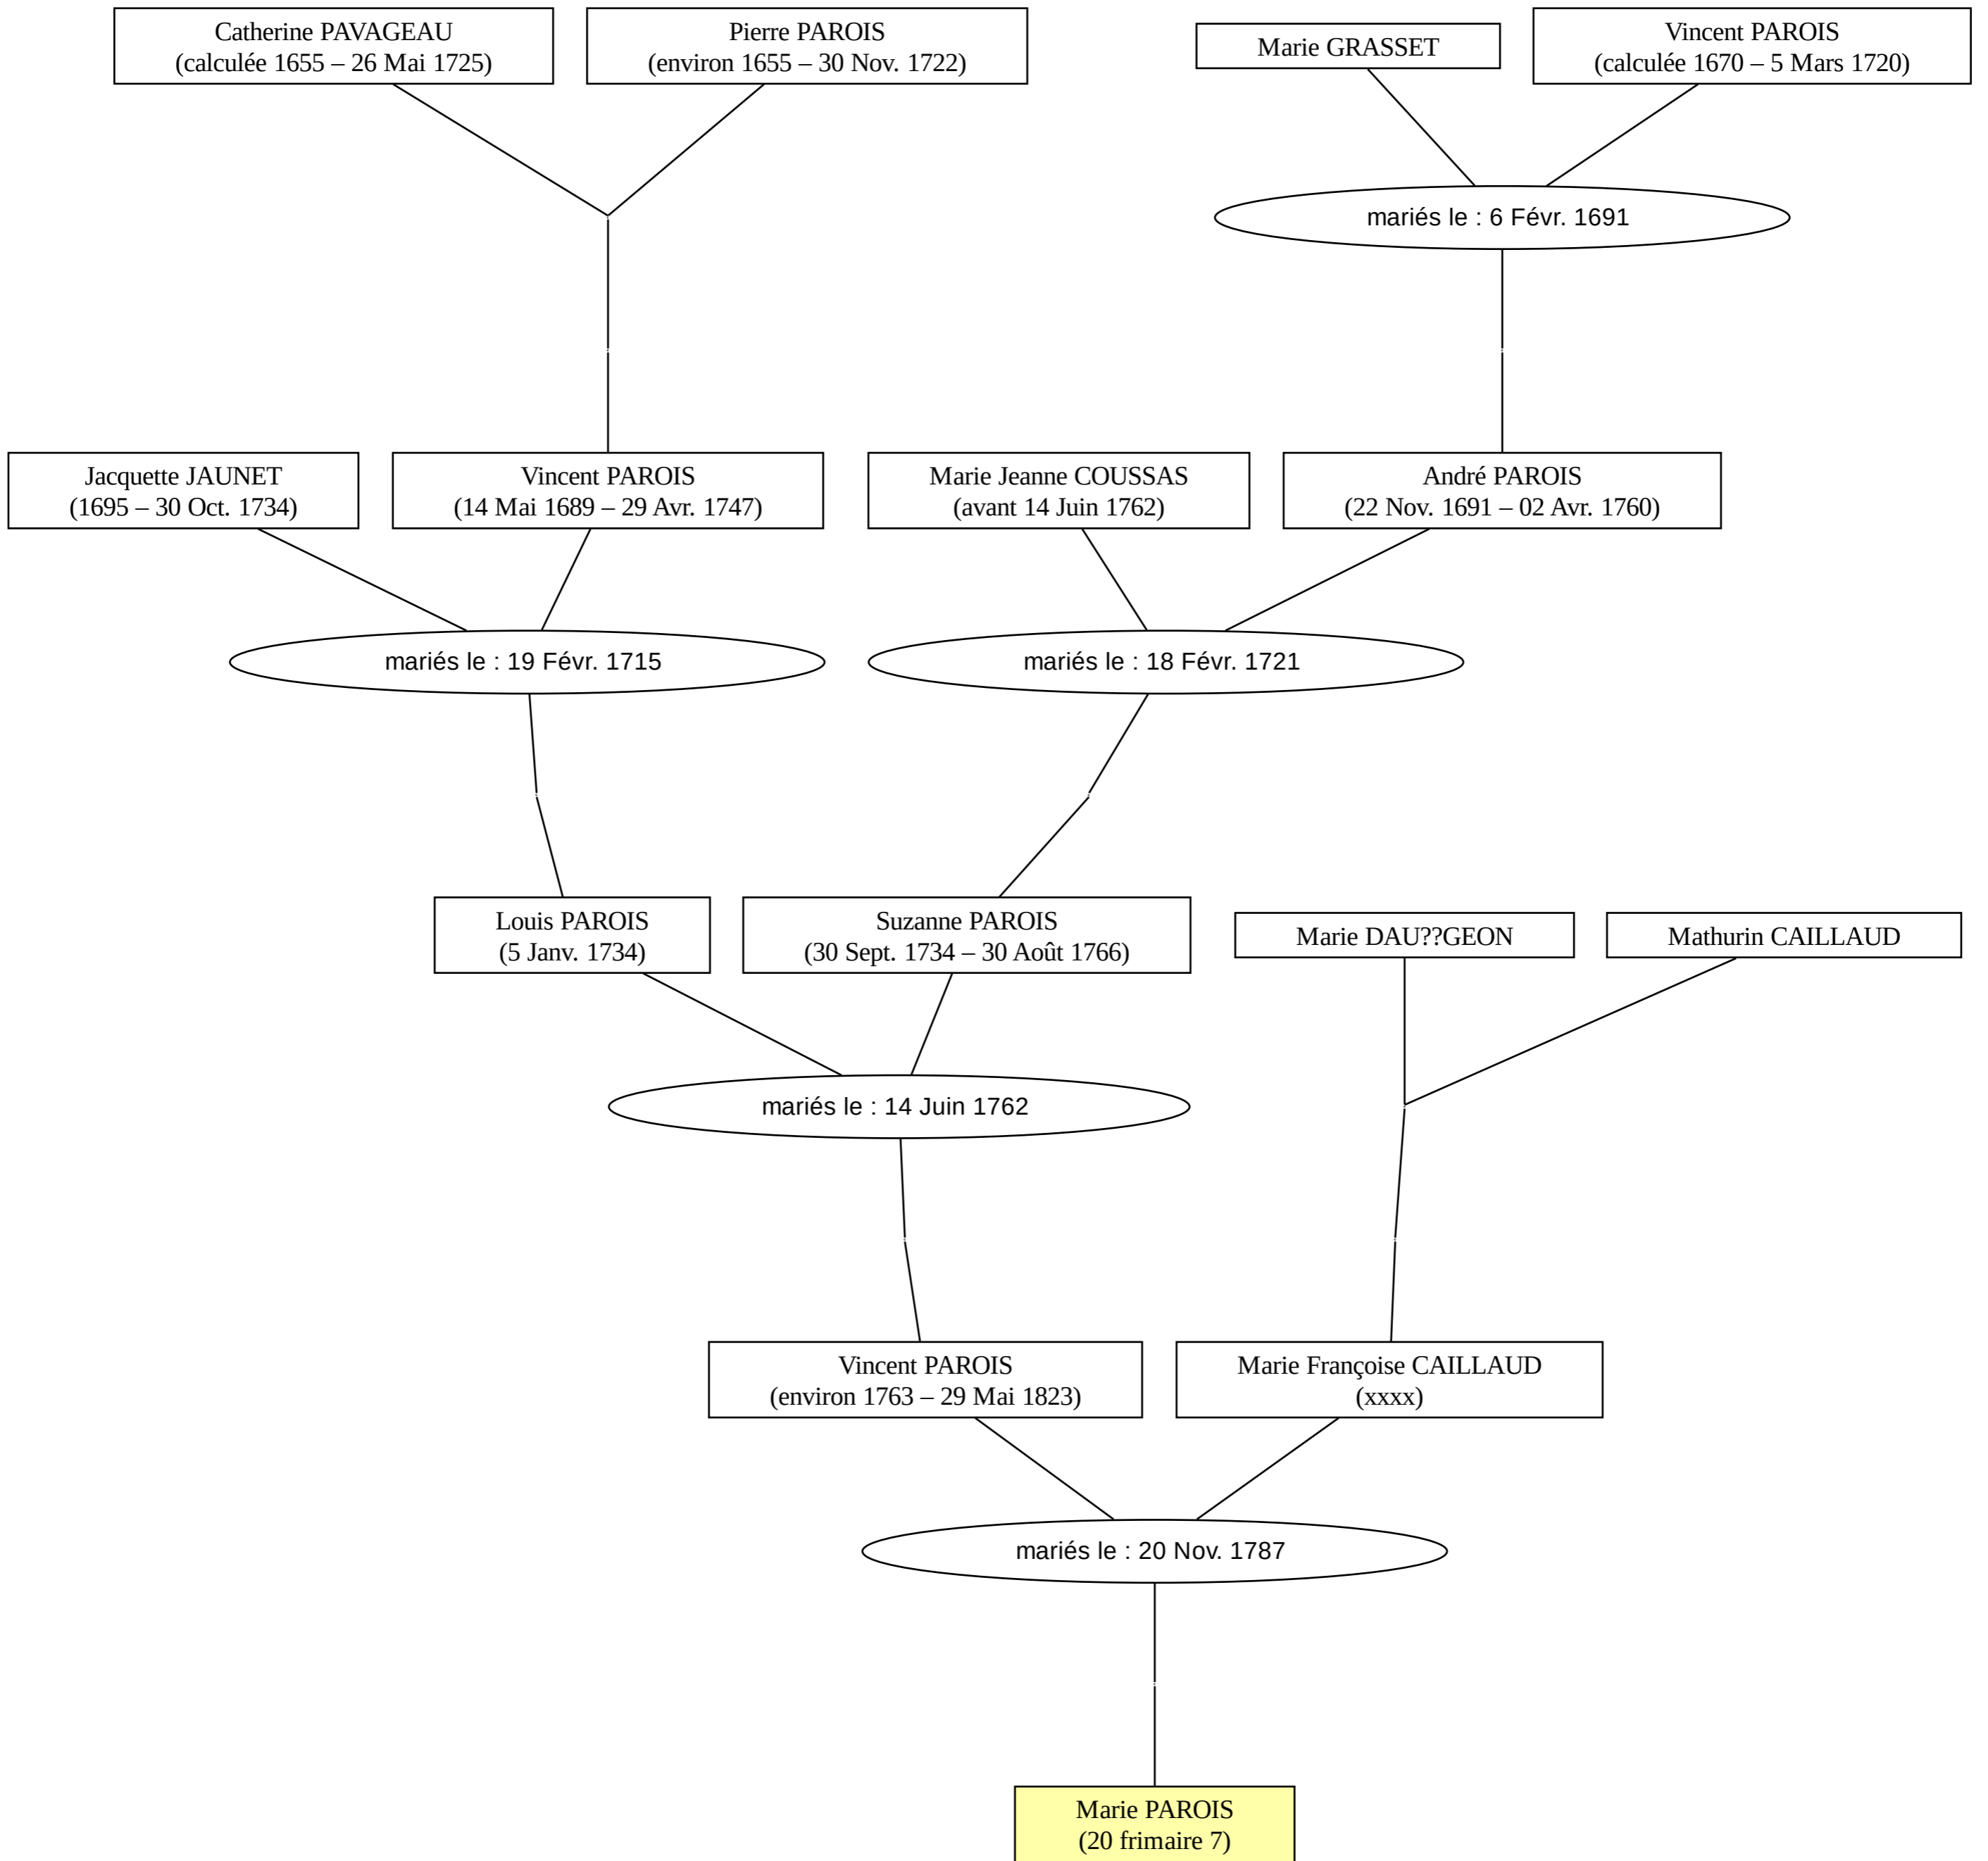 Catherine PAVAGEAU
(calculée 1655 – 26 Mai 1725)
Pierre PAROIS
(environ 1655 – 30 Nov. 1722)
Marie GRASSET
Vincent PAROIS
(calculée 1670 – 5 Mars 1720)
mariés le : 6 Févr. 1691
Jacquette JAUNET
(1695 – 30 Oct. 1734)
Vincent PAROIS
(14 Mai 1689 – 29 Avr. 1747)
Marie Jeanne COUSSAS
(avant 14 Juin 1762)
André PAROIS
(22 Nov. 1691 – 02 Avr. 1760)
mariés le : 19 Févr. 1715
mariés le : 18 Févr. 1721
Louis PAROIS
(5 Janv. 1734)
Suzanne PAROIS
(30 Sept. 1734 – 30 Août 1766)
Marie DAU??GEON
Mathurin CAILLAUD
mariés le : 14 Juin 1762
Vincent PAROIS
(environ 1763 – 29 Mai 1823)
Marie Françoise CAILLAUD
(xxxx)
mariés le : 20 Nov. 1787
Marie PAROIS
(20 frimaire 7)